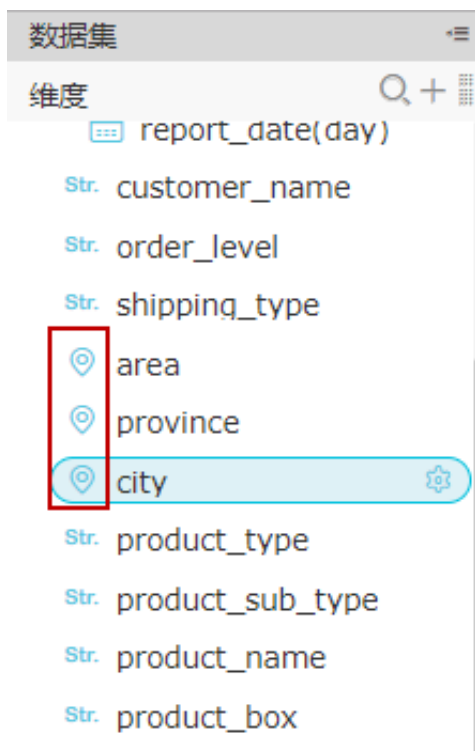 数据集
维度
report_date(day)
Str. customer_name
Str. order_level
Str. shipping_type
area
province
city
Str. product_type
Str. product_sub_type
Str. product_name
Str. product_box